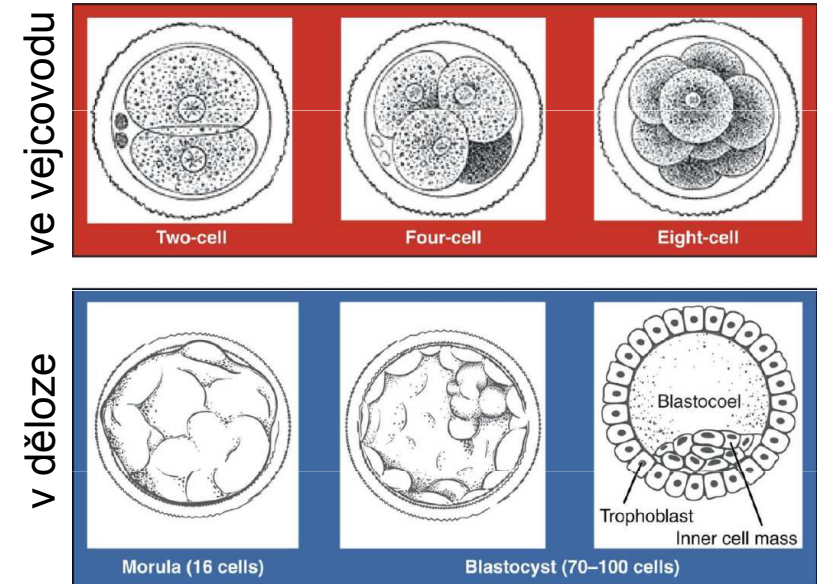 ve vejcovodu
Two-cell
Four-cell
Eight-cell
v děloze
Blastocoel
Trophoblast
Inner cell mass
Morula (16 cells)
Blastocyst (70–100 cells)